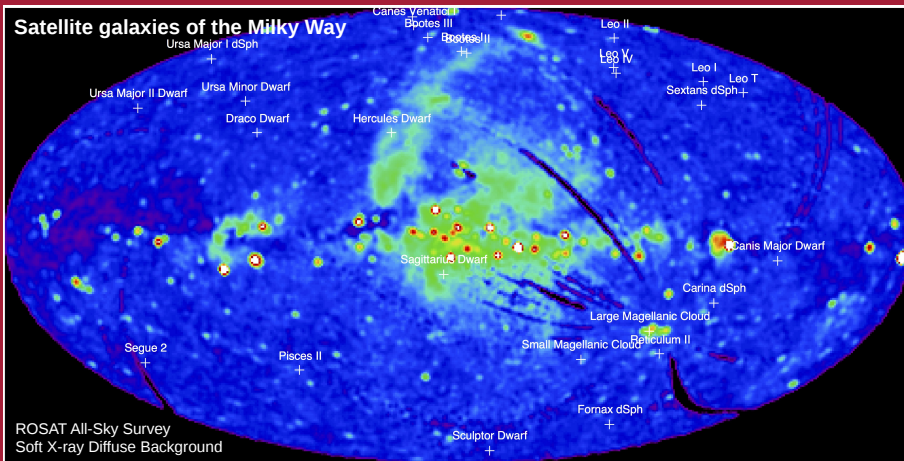 Satellite galaxies of the Milky Way
Canes Venatici I
Bootes III
Bootes I
Bootes II
Leo II
Ursa Major I dSph
Leo V
Leo IV
Leo I
Leo T
Ursa Major II Dwarf
Ursa Minor Dwarf
Sextans dSph
Draco Dwarf
Hercules Dwarf
Canis Major Dwarf
Sagittarius Dwarf
Carina dSph
Large Magellanic Cloud
Segue 2
Pisces II
Small Magellanic Cloud
Reticulum II
Fornax dSph
Sculptor Dwarf
ROSAT All-Sky Survey
Soft X-ray Diffuse Background